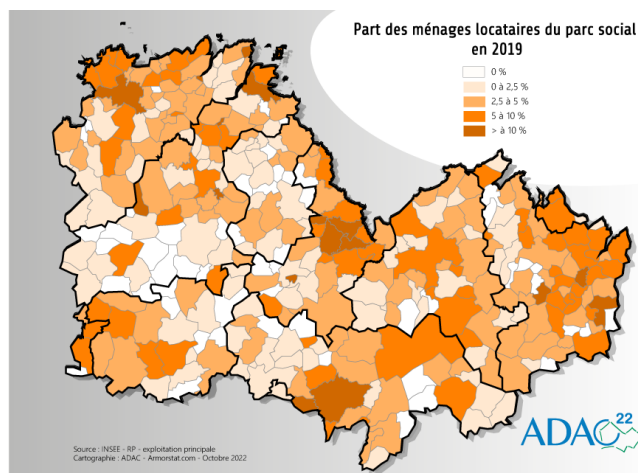 Part des ménages locataires du parc social
en 2019
0 %
0 à 2,5 %
2,5 à 5 %
5 à 10 %
> à 10 %
Source : INSEE - RP - exploitation principale
Cartographie : ADAC - Armorstat.com - Octobre 2022
ADAC 22